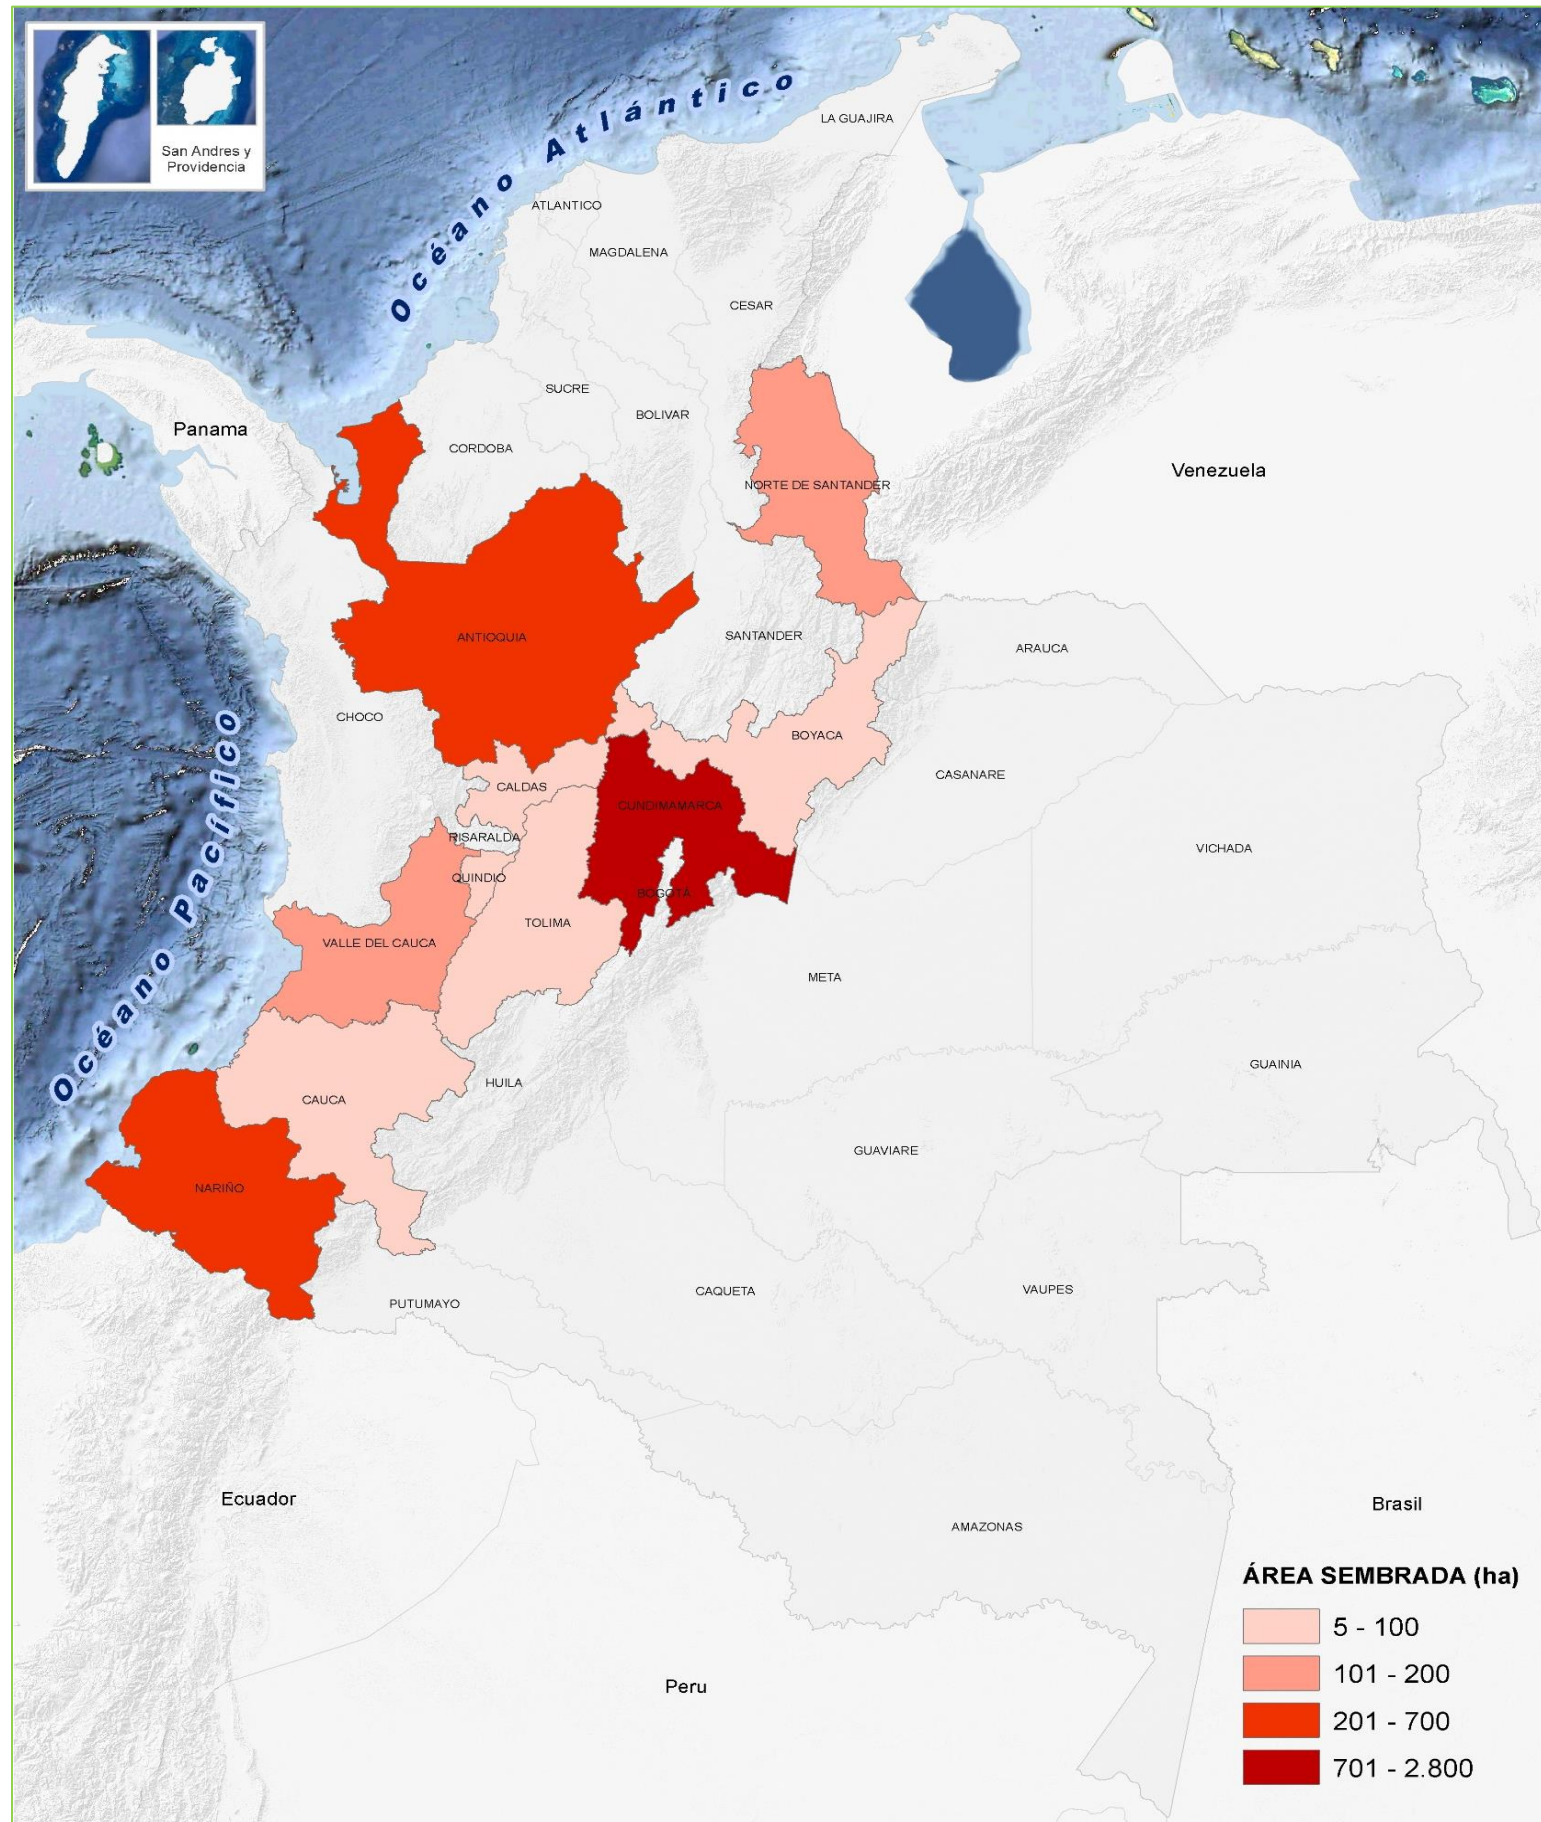 San Andres y
Providencia
Océano Atlántico
LA GUAJIRA
ATLANTICO
MAGDALENA
CESAR
SUCRE
BOLIVAR
Panama
CORDOBA
Venezuela
NORTE DE SANTANDER
ANTIOQUIA
SANTANDER
ARAUCA
CHOCO
BOYACA
CASANARE
CALDAS
CUNDIMAMARCA
RISARALDA
VICHADA
QUINDIO
BOGOTÁ
TOLIMA
VALLE DEL CAUCA
Océano Pacífico
META
GUAINIA
HUILA
CAUCA
GUAVIARE
NARIÑO
CAQUETA
VAUPES
PUTUMAYO
Ecuador
Brasil
AMAZONAS
Peru
ÁREA SEMBRADA (ha)
5 - 100
101 - 200
201 - 700
701 - 2.800